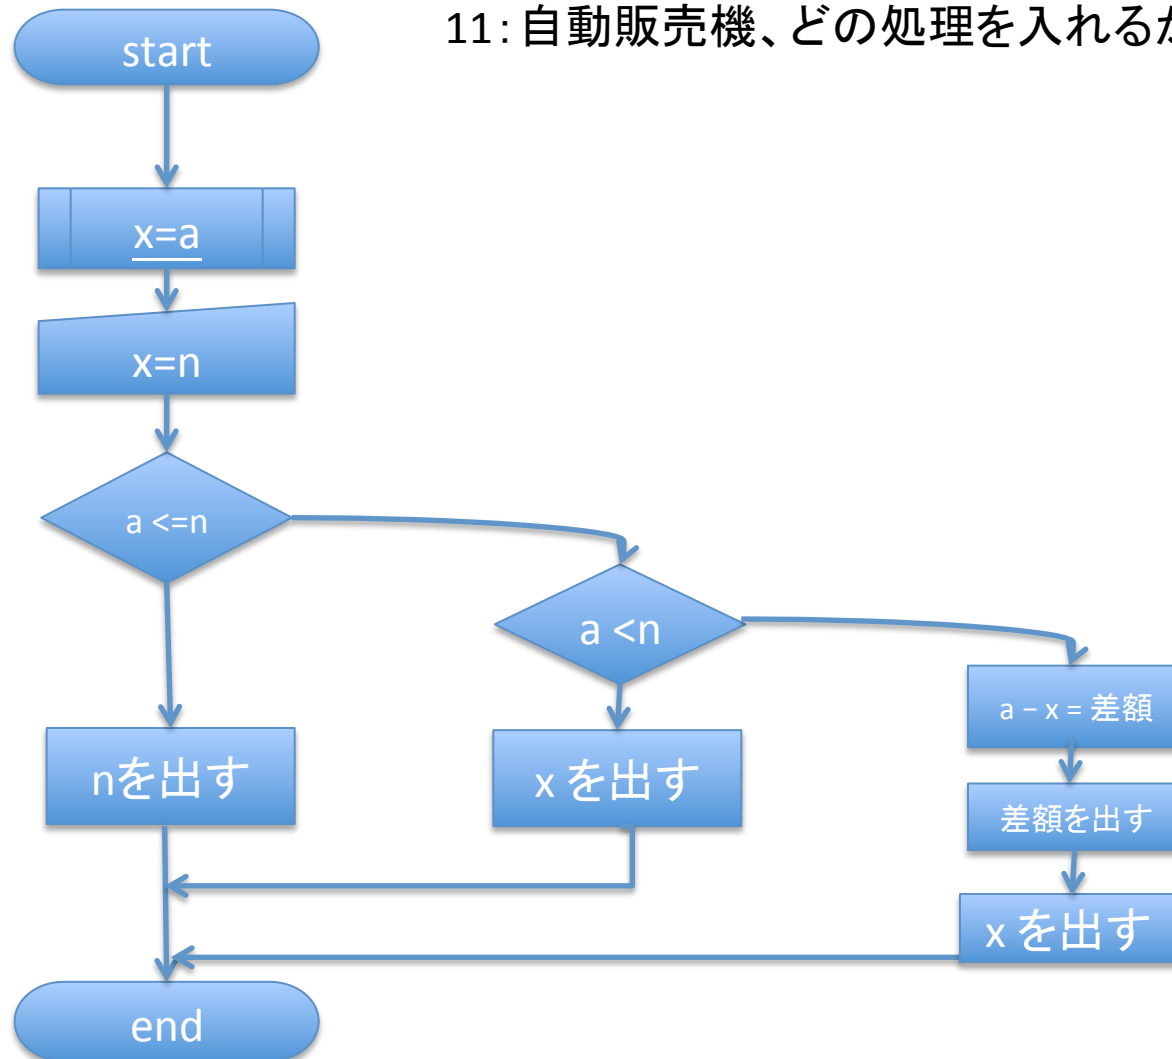 11：自動販売機、どの処理を入れるか
start
x=a
x=n
a <=n
a <n
a – x = 差額
nを出す
x を出す
差額を出す
x を出す
end